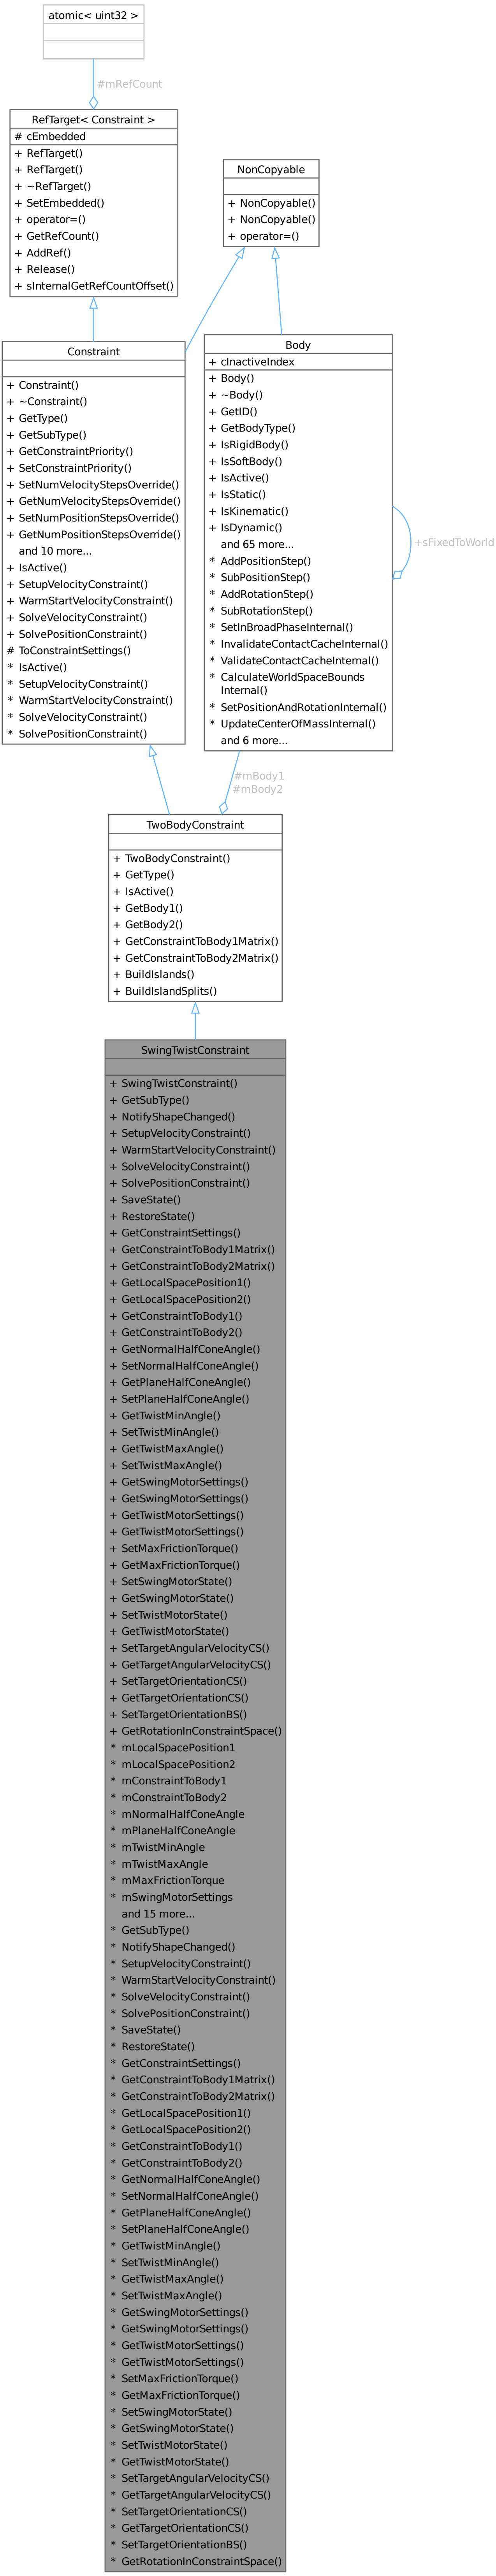 atomic< uint32 >
#mRefCount
RefTarget< Constraint >
# cEmbedded
+ RefTarget()
+ RefTarget()
+ ~RefTarget()
+ SetEmbedded()
+ operator=()
+ GetRefCount()
+ AddRef()
+ Release()
+ sInternalGetRefCountOffset()
NonCopyable
+ NonCopyable()
+ NonCopyable()
+ operator=()
Constraint
+ Constraint()
+ ~Constraint()
+ GetType()
+ GetSubType()
+ GetConstraintPriority()
+ SetConstraintPriority()
+ SetNumVelocityStepsOverride()
+ GetNumVelocityStepsOverride()
+ SetNumPositionStepsOverride()
+ GetNumPositionStepsOverride()
and 10 more...
+ IsActive()
+ SetupVelocityConstraint()
+ WarmStartVelocityConstraint()
+ SolveVelocityConstraint()
+ SolvePositionConstraint()
# ToConstraintSettings()
* IsActive()
* SetupVelocityConstraint()
* WarmStartVelocityConstraint()
* SolveVelocityConstraint()
* SolvePositionConstraint()
Body
+ cInactiveIndex
+ Body()
+ ~Body()
+ GetID()
+ GetBodyType()
+ IsRigidBody()
+ IsSoftBody()
+ IsActive()
+ IsStatic()
+ IsKinematic()
+ IsDynamic()
and 65 more...
* AddPositionStep()
* SubPositionStep()
* AddRotationStep()
* SubRotationStep()
* SetInBroadPhaseInternal()
* InvalidateContactCacheInternal()
* ValidateContactCacheInternal()
* CalculateWorldSpaceBounds
Internal()
* SetPositionAndRotationInternal()
* UpdateCenterOfMassInternal()
and 6 more...
+sFixedToWorld
#mBody1
#mBody2
TwoBodyConstraint
+ TwoBodyConstraint()
+ GetType()
+ IsActive()
+ GetBody1()
+ GetBody2()
+ GetConstraintToBody1Matrix()
+ GetConstraintToBody2Matrix()
+ BuildIslands()
+ BuildIslandSplits()
SwingTwistConstraint
+ SwingTwistConstraint()
+ GetSubType()
+ NotifyShapeChanged()
+ SetupVelocityConstraint()
+ WarmStartVelocityConstraint()
+ SolveVelocityConstraint()
+ SolvePositionConstraint()
+ SaveState()
+ RestoreState()
+ GetConstraintSettings()
+ GetConstraintToBody1Matrix()
+ GetConstraintToBody2Matrix()
+ GetLocalSpacePosition1()
+ GetLocalSpacePosition2()
+ GetConstraintToBody1()
+ GetConstraintToBody2()
+ GetNormalHalfConeAngle()
+ SetNormalHalfConeAngle()
+ GetPlaneHalfConeAngle()
+ SetPlaneHalfConeAngle()
+ GetTwistMinAngle()
+ SetTwistMinAngle()
+ GetTwistMaxAngle()
+ SetTwistMaxAngle()
+ GetSwingMotorSettings()
+ GetSwingMotorSettings()
+ GetTwistMotorSettings()
+ GetTwistMotorSettings()
+ SetMaxFrictionTorque()
+ GetMaxFrictionTorque()
+ SetSwingMotorState()
+ GetSwingMotorState()
+ SetTwistMotorState()
+ GetTwistMotorState()
+ SetTargetAngularVelocityCS()
+ GetTargetAngularVelocityCS()
+ SetTargetOrientationCS()
+ GetTargetOrientationCS()
+ SetTargetOrientationBS()
+ GetRotationInConstraintSpace()
* mLocalSpacePosition1
* mLocalSpacePosition2
* mConstraintToBody1
* mConstraintToBody2
* mNormalHalfConeAngle
* mPlaneHalfConeAngle
* mTwistMinAngle
* mTwistMaxAngle
* mMaxFrictionTorque
* mSwingMotorSettings
and 15 more...
* GetSubType()
* NotifyShapeChanged()
* SetupVelocityConstraint()
* WarmStartVelocityConstraint()
* SolveVelocityConstraint()
* SolvePositionConstraint()
* SaveState()
* RestoreState()
* GetConstraintSettings()
* GetConstraintToBody1Matrix()
* GetConstraintToBody2Matrix()
* GetLocalSpacePosition1()
* GetLocalSpacePosition2()
* GetConstraintToBody1()
* GetConstraintToBody2()
* GetNormalHalfConeAngle()
* SetNormalHalfConeAngle()
* GetPlaneHalfConeAngle()
* SetPlaneHalfConeAngle()
* GetTwistMinAngle()
* SetTwistMinAngle()
* GetTwistMaxAngle()
* SetTwistMaxAngle()
* GetSwingMotorSettings()
* GetSwingMotorSettings()
* GetTwistMotorSettings()
* GetTwistMotorSettings()
* SetMaxFrictionTorque()
* GetMaxFrictionTorque()
* SetSwingMotorState()
* GetSwingMotorState()
* SetTwistMotorState()
* GetTwistMotorState()
* SetTargetAngularVelocityCS()
* GetTargetAngularVelocityCS()
* SetTargetOrientationCS()
* GetTargetOrientationCS()
* SetTargetOrientationBS()
* GetRotationInConstraintSpace()